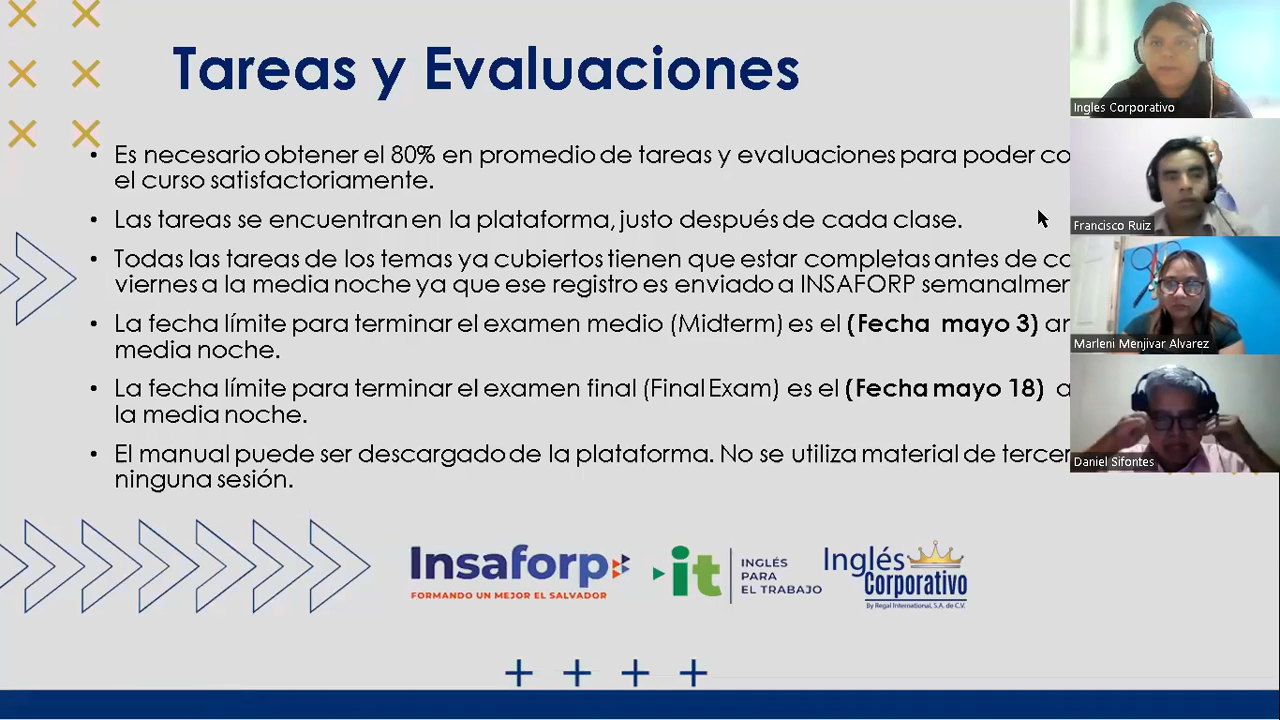 Tareas y Evaluaciones
• Es necesario obtener el 80% en promedio de tareas y evaluaciones para poder
el curso satisfactoriamente.
• Las tareas se encuentran en la plataforma, justo después de cada clase.
• Todas las tareas de los temas ya cubiertos tienen que estar completas antes de
viernes a la media noche ya que ese registro es enviado a INSAFORP
• La fecha límite para terminar el examen medio (Midterm) es el (Fecha mayo 3)
media noche.
• La fecha límite para terminar el examen final (Final Exam) es el (Fecha mayo 18)
la media noche.
• El manual puede ser descargado de la plataforma. No se utiliza material de
ninguna sesión.
Insaforp
FORMANDO UN MEJOR EL SALVADOR
it
INGLÉS
PARA
EL TRABAJO
Inglés
Corporativo
By Regal International, S.A. de C.V.
Ingles Corporativo
Francisco Ruiz
Marleni Menjivar Alvarez
Daniel Sifontes